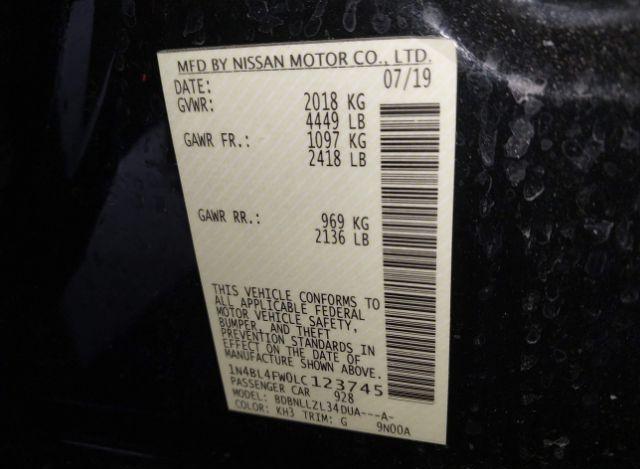 MFD BY NISSAN MOTOR CO., LTD.
DATE: 07/19
GVWR: 2018 KG
4449 LB
GAWR FR.: 1097 KG
2418 LB
GAWR RR.: 969 KG
2136 LB
THIS VEHICLE CONFORMS TO
ALL APPLICABLE FEDERAL
MOTOR VEHICLE SAFETY,
BUMPER, AND THEFT
PREVENTION STANDARDS IN
EFFECT ON THE DATE OF
MANUFACTURE SHOWN ABOVE.
1N4BL4FW0LC123745
PASSENGER CAR 928
MODEL: BDBNLLZL34DUA---A-
COLOR: KH3 TRIM: G 9N00A